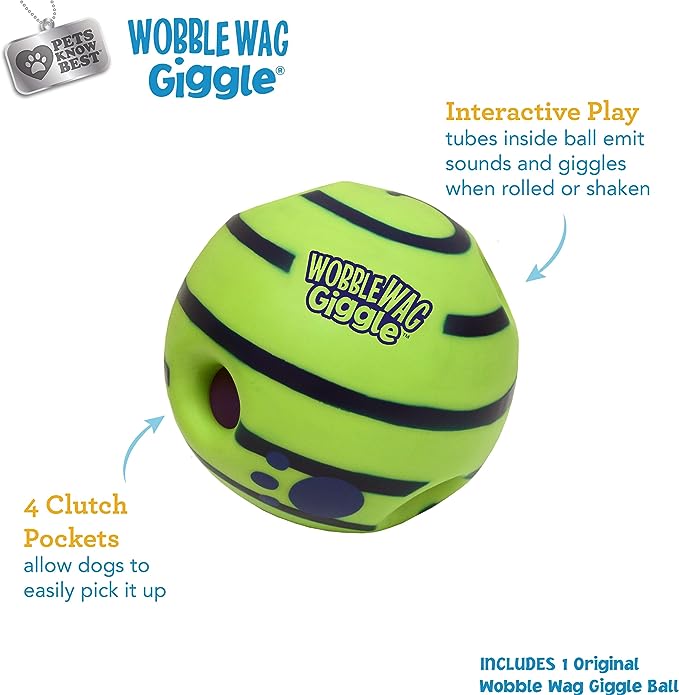 PETS
KNOW
BEST™
WOBBLE WAG
Giggle®
Interactive Play
tubes inside ball emit
sounds and giggles
when rolled or shaken
WOBBLE WAG
Giggle™
4 Clutch
Pockets
allow dogs to
easily pick it up
INCLUDES 1 Original
Wobble Wag Giggle Ball